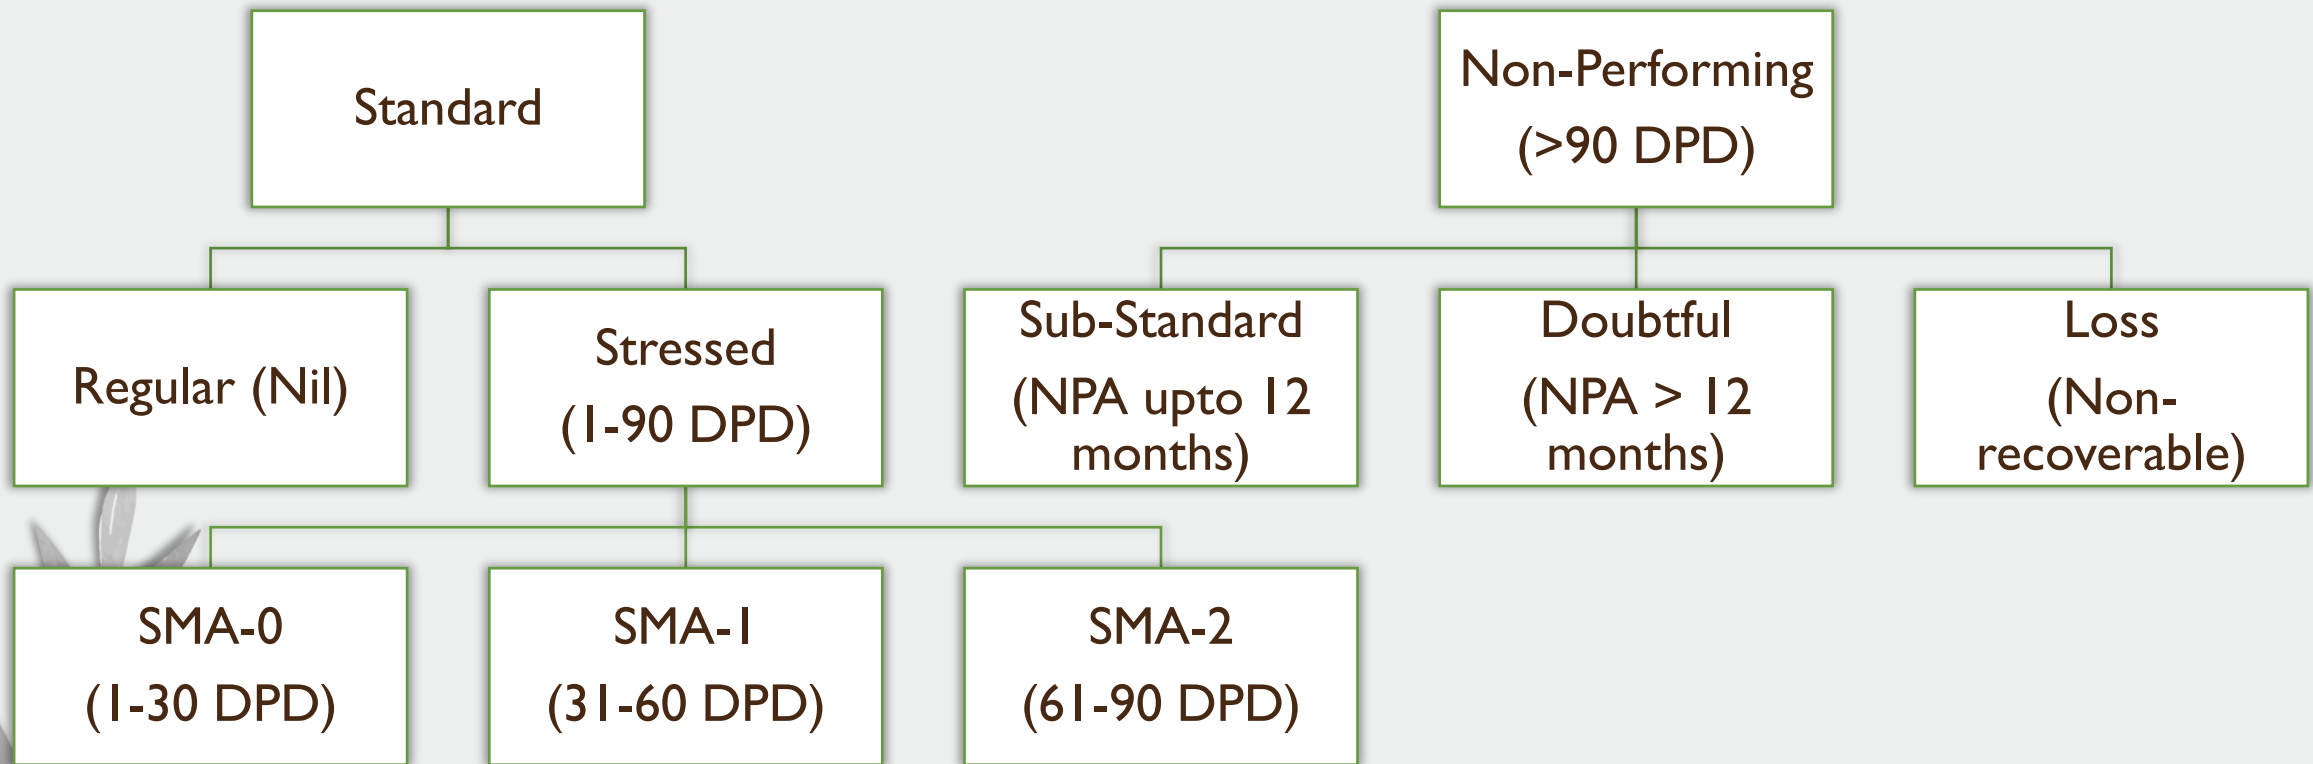 Standard
Non-Performing
(>90 DPD)
Regular (Nil)
Stressed
(1-90 DPD)
Sub-Standard
(NPA upto 12
months)
Doubtful
(NPA > 12
months)
Loss
(Non-
recoverable)
SMA-0
(1-30 DPD)
SMA-1
(31-60 DPD)
SMA-2
(61-90 DPD)